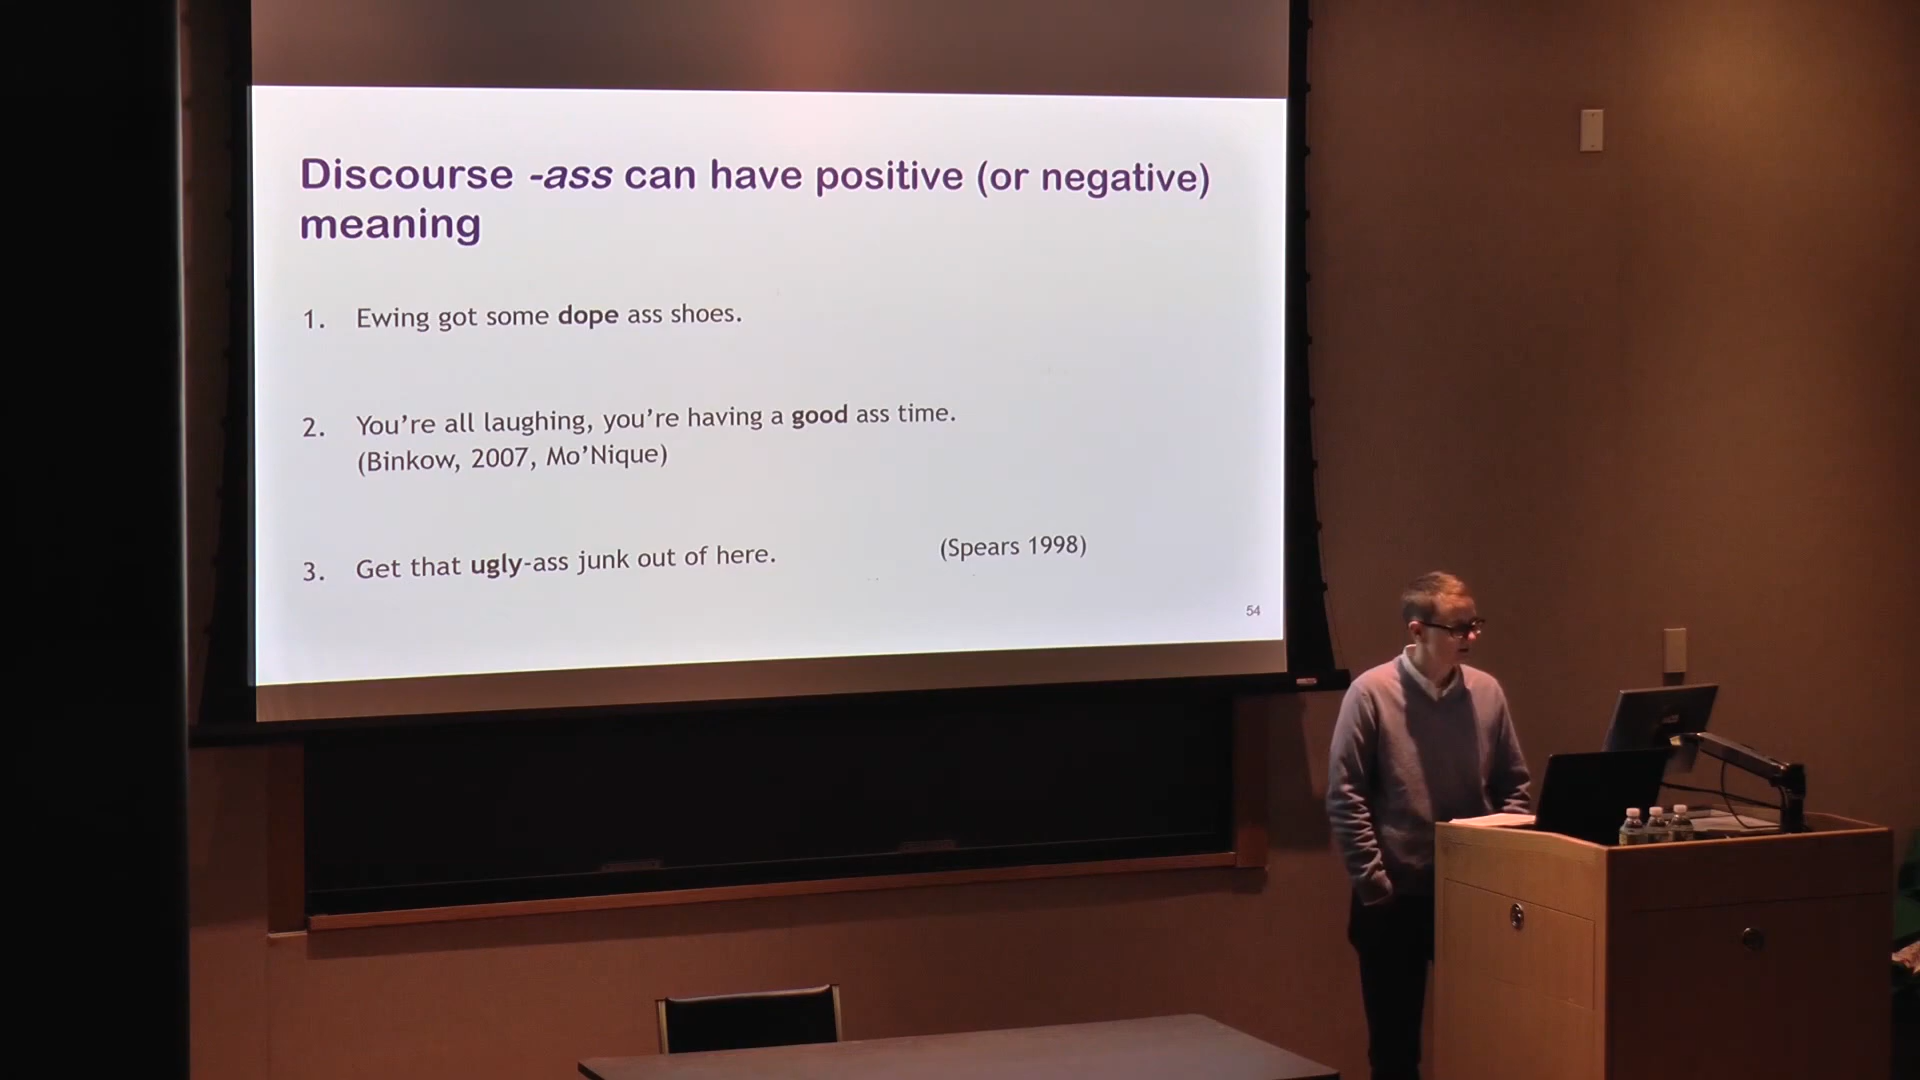 Discourse -ass can have positive (or negative)
meaning
1. Ewing got some dope ass shoes.
2. You're all laughing, you're having a good ass time.
(Binkow, 2007, Mo'Nique)
3. Get that ugly-ass junk out of here. (Spears 1998)
54